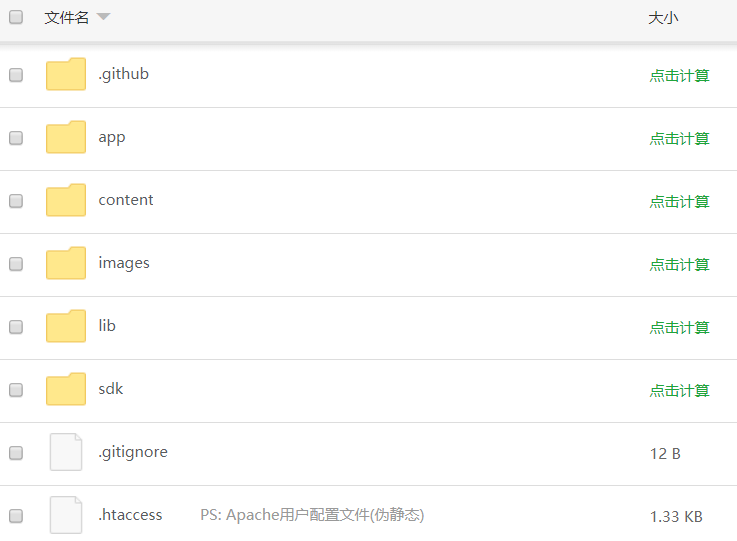 文件名 大小
.github 点击计算
app 点击计算
content 点击计算
images 点击计算
lib 点击计算
sdk 点击计算
.gitignore 12 B
.htaccess PS: Apache用户配置文件(伪静态) 1.33 KB